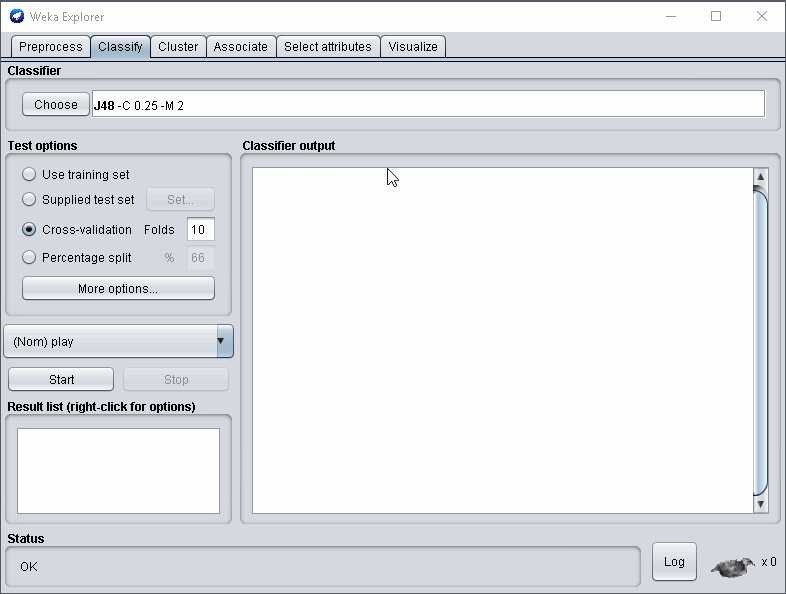 Weka Explorer
Preprocess Classify Cluster Associate Select attributes Visualize
Classifier
Choose J48 -C 0.25 -M 2
Test options
Use training set
Supplied test set Set...
Cross-validation Folds 10
Percentage split % 66
More options...
(Nom) play
Start Stop
Result list (right-click for options)
Classifier output
Status
OK
Log x 0